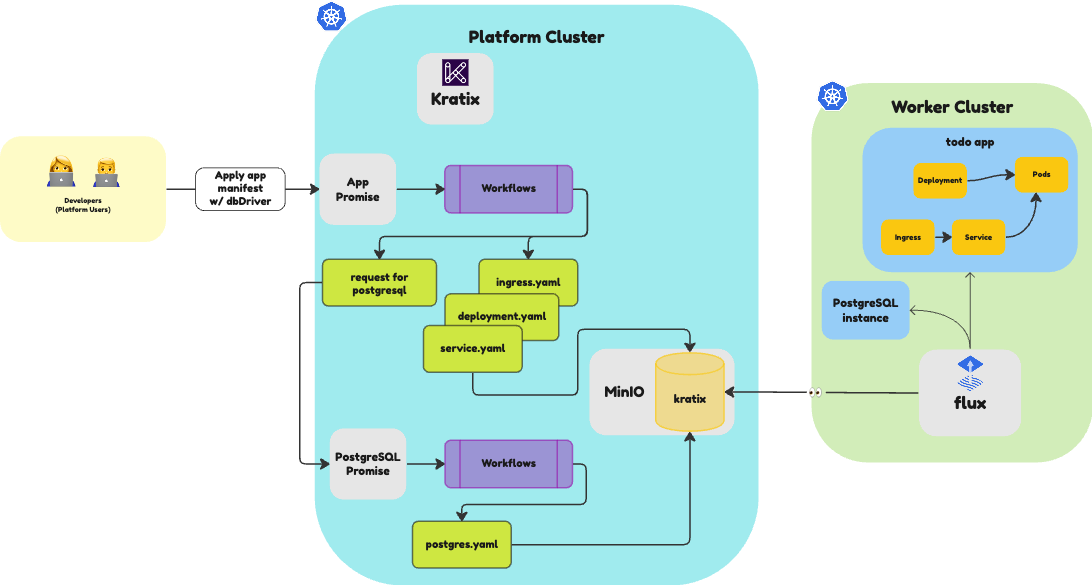 Platform Cluster
Kratix
Worker Cluster
todo app
Deployment
Pods
Ingress
Service
Developers
(Platform Users)
Apply app
manifest
w/ dbDriver
App
Promise
Workflows
request for
postgresql
ingress.yaml
deployment.yaml
service.yaml
PostgreSQL
instance
MinIO
kratix
flux
PostgreSQL
Promise
Workflows
postgres.yaml